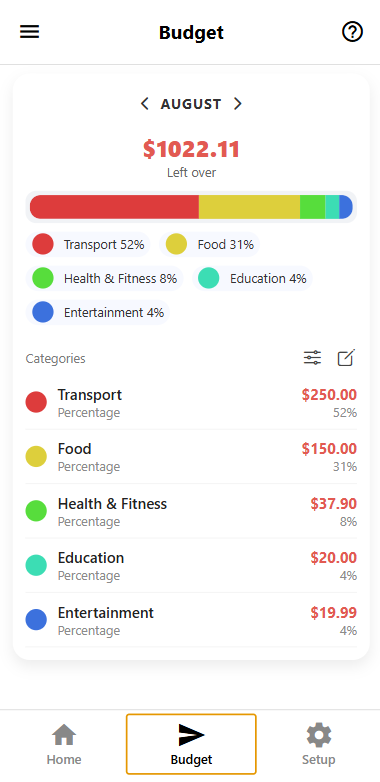 Budget
AUGUST
$1022.11
Left over
Transport 52%
Food 31%
Health & Fitness 8%
Education 4%
Entertainment 4%
Categories
Transport
$250.00
Percentage
52%
Food
$150.00
Percentage
31%
Health & Fitness
$37.90
Percentage
8%
Education
$20.00
Percentage
4%
Entertainment
$19.99
Percentage
4%
Home
Budget
Setup